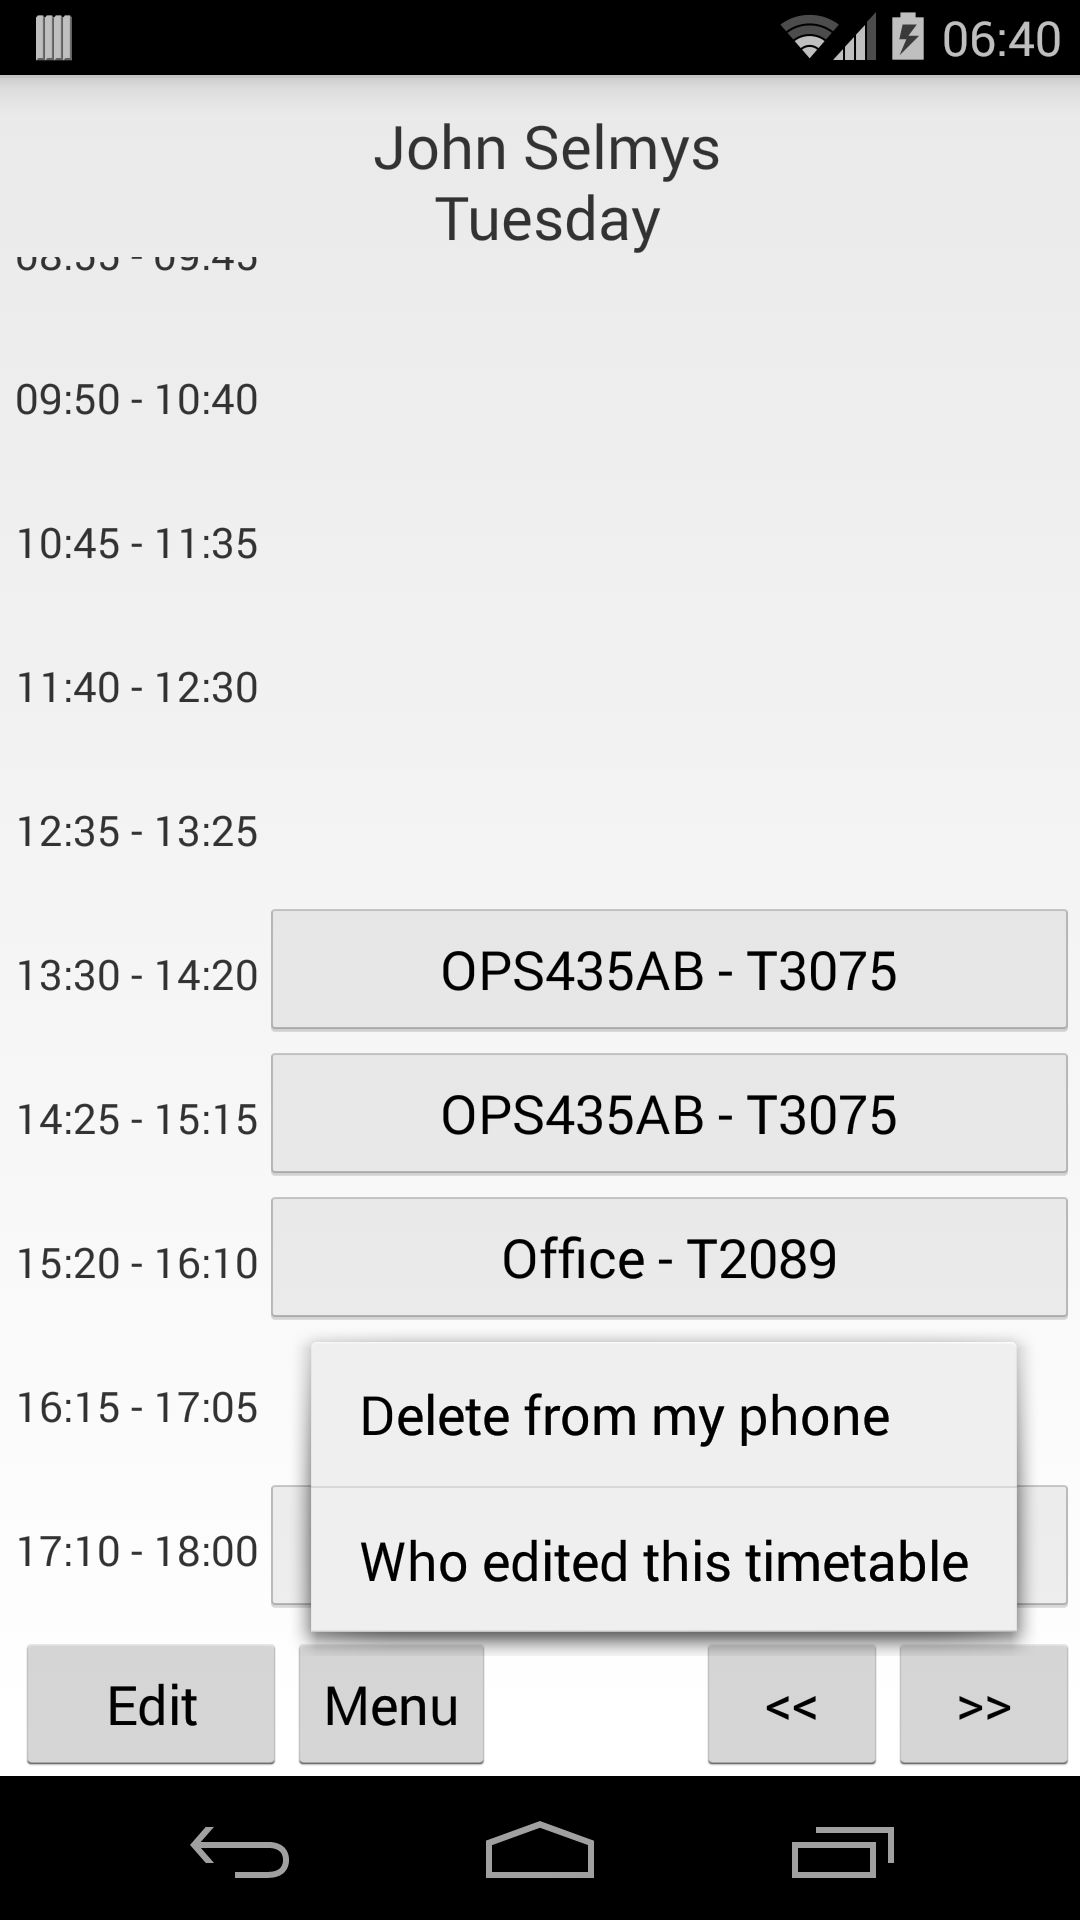 06:40
John Selmys
Tuesday
09:50 - 10:40
10:45 - 11:35
11:40 - 12:30
12:35 - 13:25
13:30 - 14:20 OPS435AB - T3075
14:25 - 15:15 OPS435AB - T3075
15:20 - 16:10 Office - T2089
16:15 - 17:05
Delete from my phone
17:10 - 18:00
Who edited this timetable
Edit Menu << >>